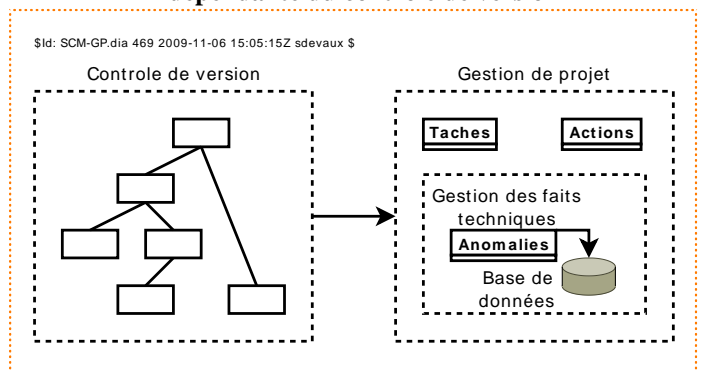 $Id: SCM-GP.dia 469 2009-11-06 15:05:15Z sdevaux $
Controle de version
Gestion de projet
Taches
Actions
Gestion des faits
techniques
Anomalies
Base de
données